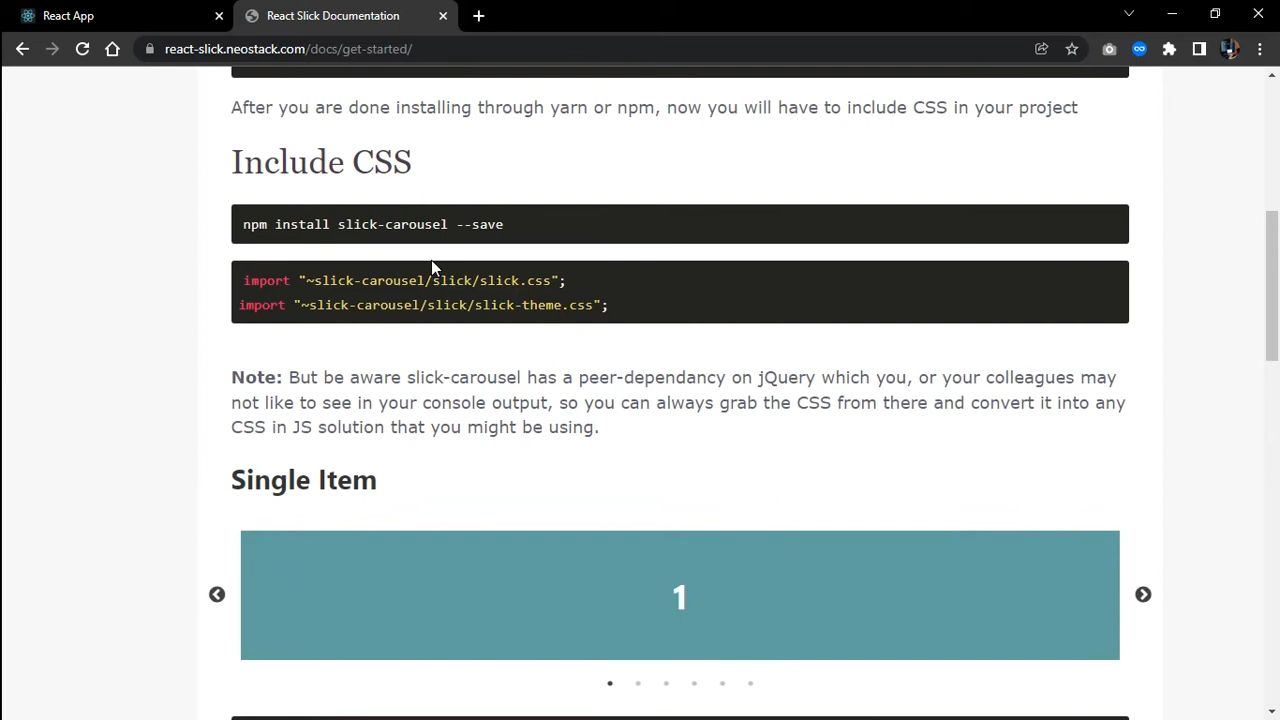 React App
React Slick Documentation
react-slick.neostack.com/docs/get-started/
After you are done installing through yarn or npm, now you will have to include CSS in your project
Include CSS
npm install slick-carousel --save
import "~slick-carousel/slick/slick.css";
import "~slick-carousel/slick/slick-theme.css";
Note: But be aware slick-carousel has a peer-dependancy on jQuery which you, or your colleagues may
not like to see in your console output, so you can always grab the CSS from there and convert it into any
CSS in JS solution that you might be using.
Single Item
1